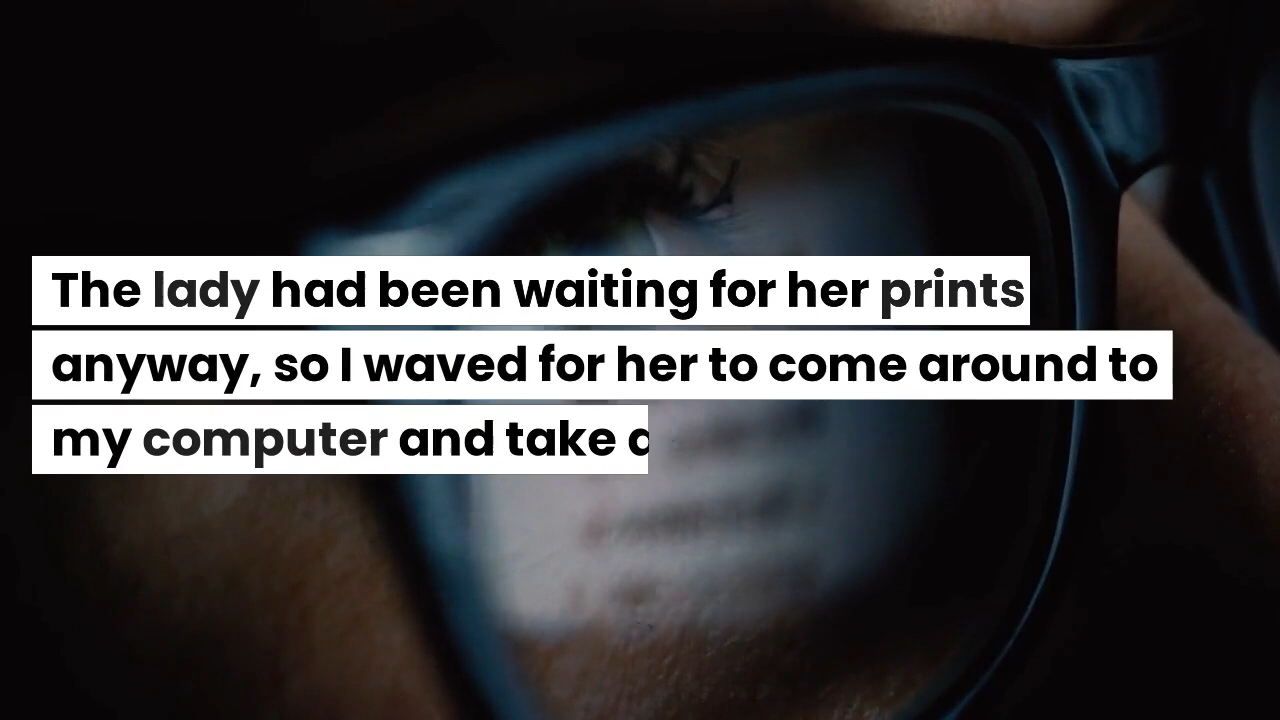 The lady had been waiting for her prints
anyway, so I waved for her to come around to
my computer and take